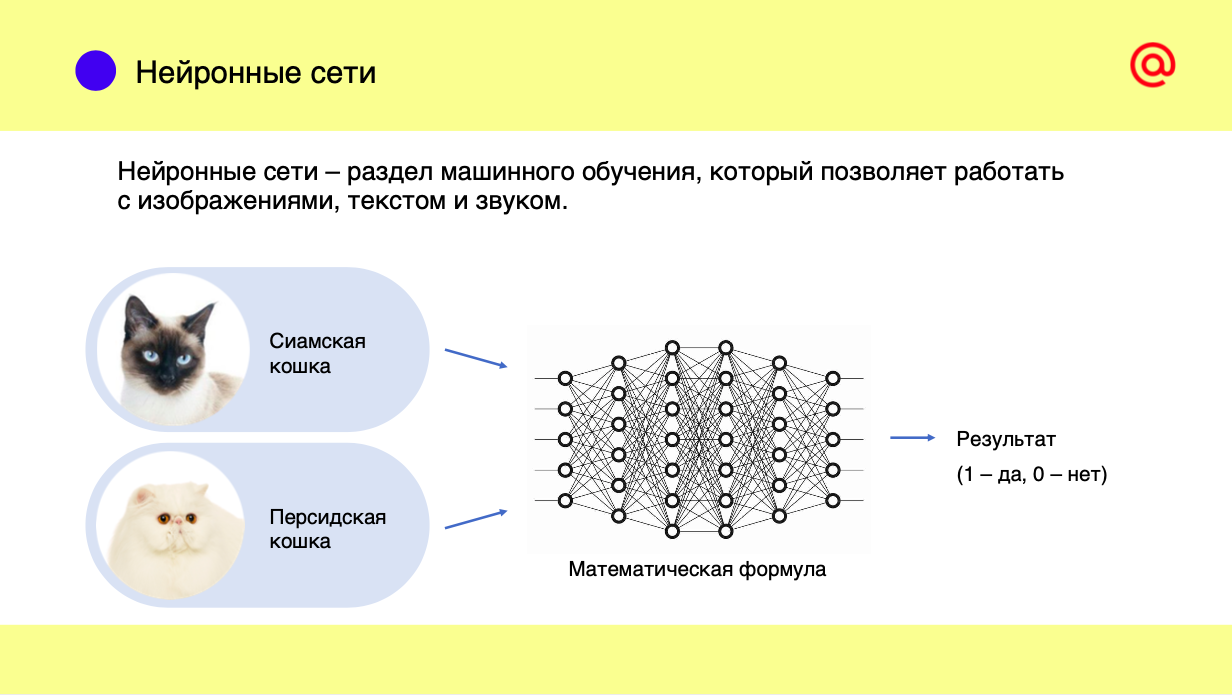 Нейронные сети
Нейронные сети – раздел машинного обучения, который позволяет работать
с изображениями, текстом и звуком.
Сиамская
кошка
Персидская
кошка
Математическая формула
Результат
(1 – да, 0 – нет)